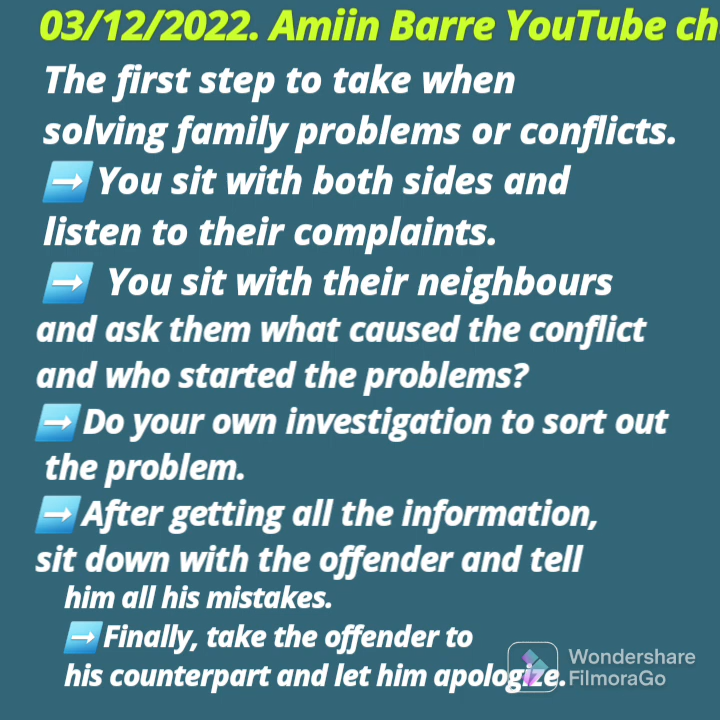 03/12/2022. Amiin Barre YouTube ch
The first step to take when
solving family problems or conflicts.
➡ You sit with both sides and
listen to their complaints.
➡ You sit with their neighbours
and ask them what caused the conflict
and who started the problems?
➡ Do your own investigation to sort out
the problem.
➡ After getting all the information,
sit down with the offender and tell
him all his mistakes.
➡ Finally, take the offender to
his counterpart and let him apologize.
Wondershare
FilmoraGo